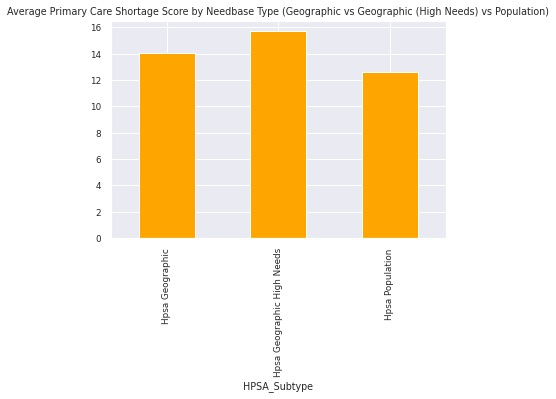 Average Primary Care Shortage Score by Needbase Type (Geographic vs Geographic (High Needs) vs Population)
16
14
12
10
8
6
4
2
0
Hpsa Geographic
Hpsa Geographic High Needs
Hpsa Population
HPSA_Subtype